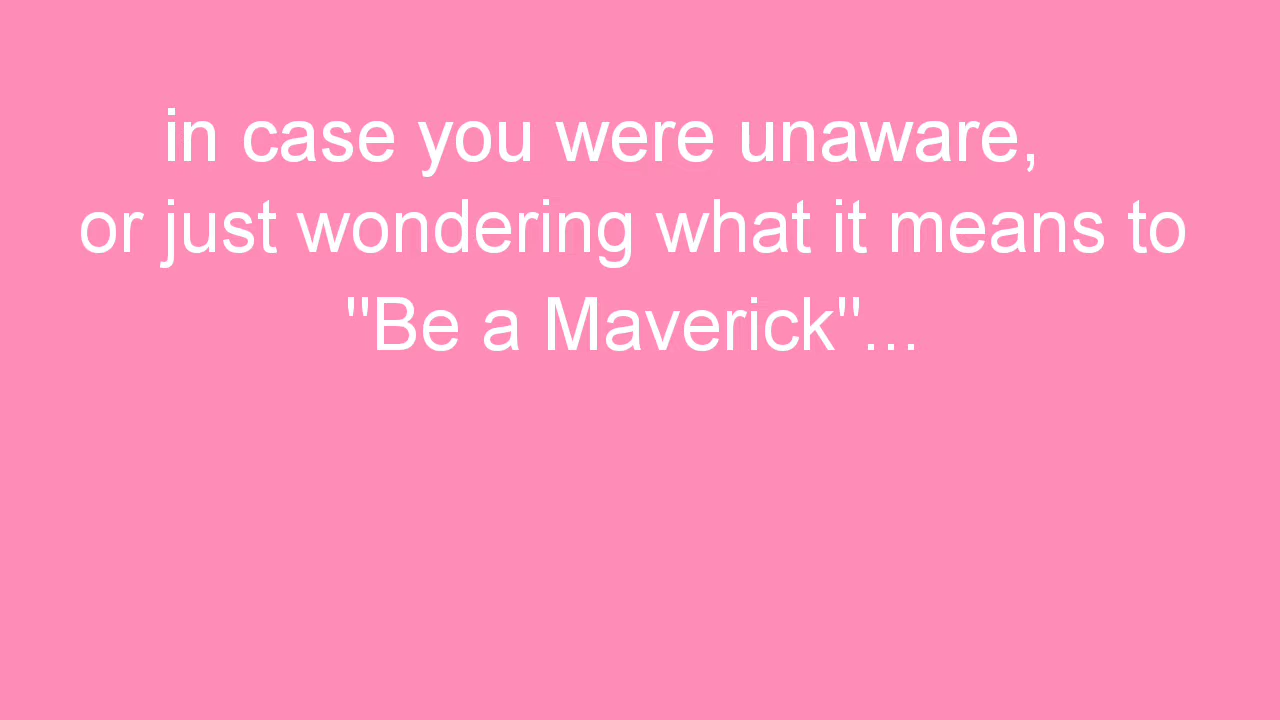 in case you were unaware,
or just wondering what it means to
"Be a Maverick"...